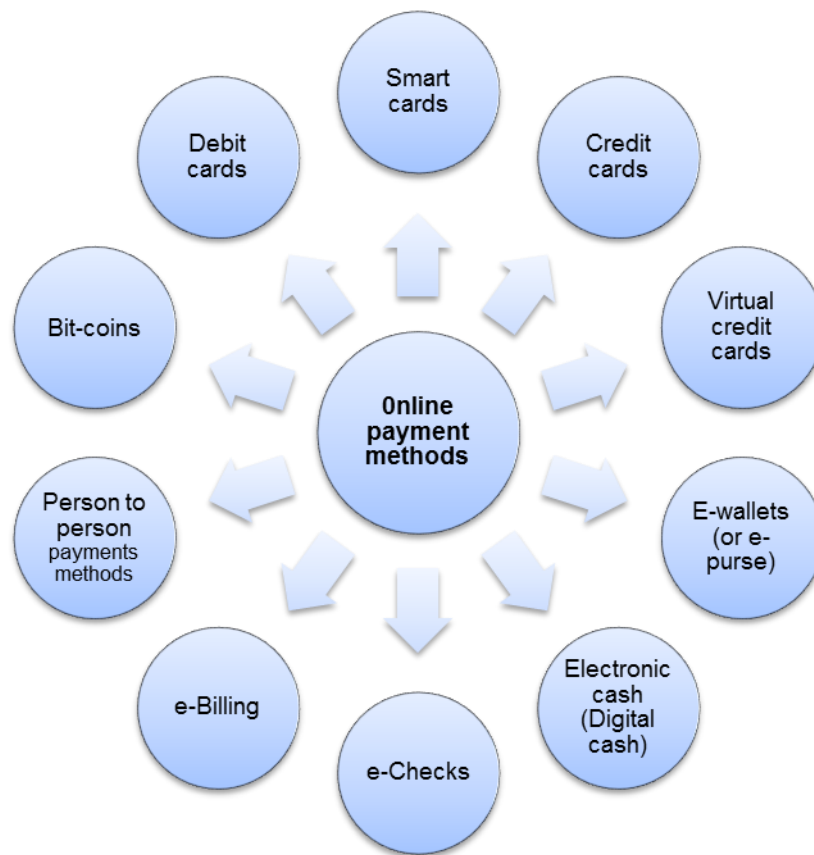 Smart
cards
Credit
cards
Virtual
credit
cards
E-wallets
(or e-
purse)
Electronic
cash
(Digital
cash)
e-Checks
e-Billing
Person to
person
payments
methods
Bit-coins
Debit
cards
0nline
payment
methods